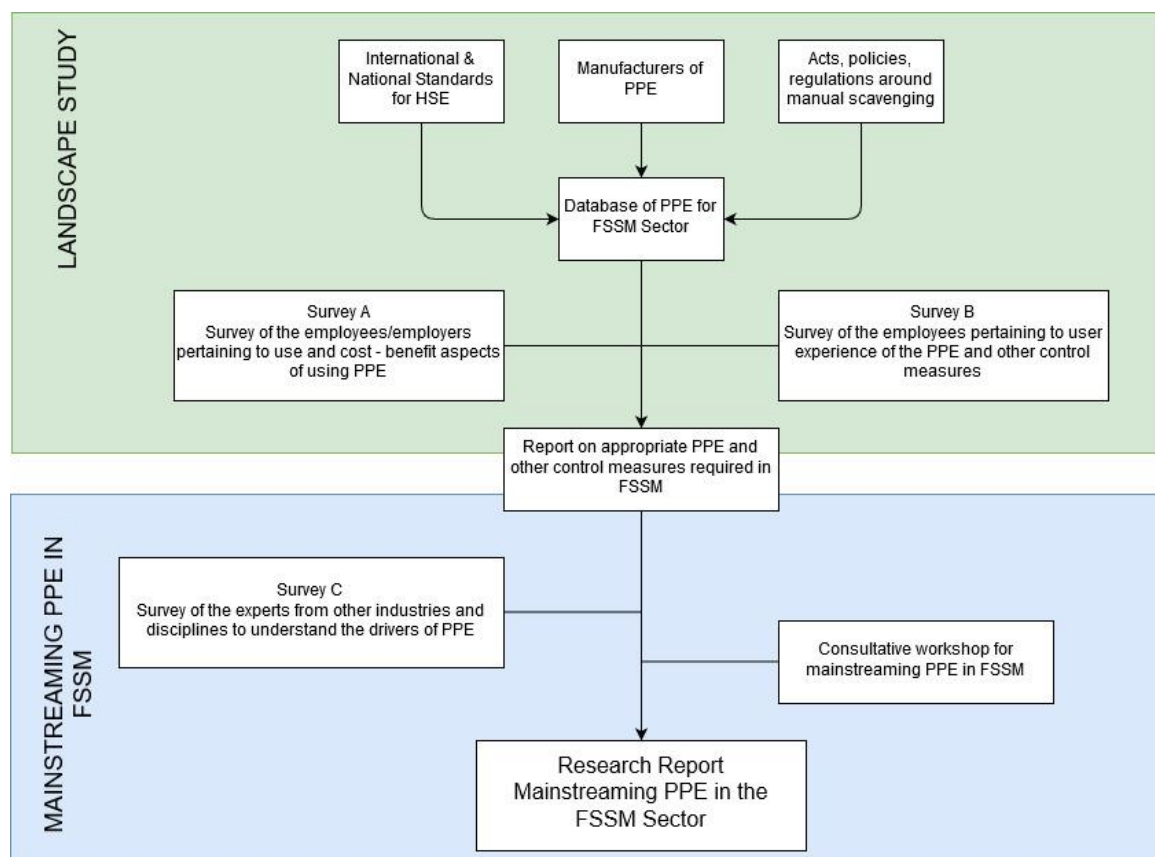 LANDSCAPE STUDY
International &
National Standards
for HSE
Manufacturers of
PPE
Acts, policies,
regulations around
manual scavenging
Database of PPE for
FSSM Sector
Survey A
Survey of the employees/employers
pertaining to use and cost - benefit aspects
of using PPE
Survey B
Survey of the employees pertaining to user
experience of the PPE and other control
measures
Report on appropriate PPE and
other control measures required in
FSSM
MAINSTREAMING PPE IN
FSSM
Survey C
Survey of the experts from other industries and
disciplines to understand the drivers of PPE
Consultative workshop for
mainstreaming PPE in FSSM
Research Report
Mainstreaming PPE in the
FSSM Sector